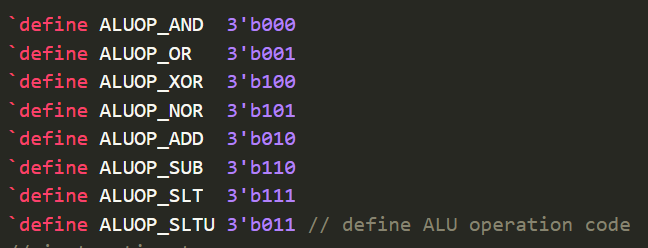 `define ALUOP_AND  3'b000
`define ALUOP_OR   3'b001
`define ALUOP_XOR  3'b100
`define ALUOP_NOR  3'b101
`define ALUOP_ADD  3'b010
`define ALUOP_SUB  3'b110
`define ALUOP_SLT  3'b111
`define ALUOP_SLTU 3'b011 // define ALU operation code